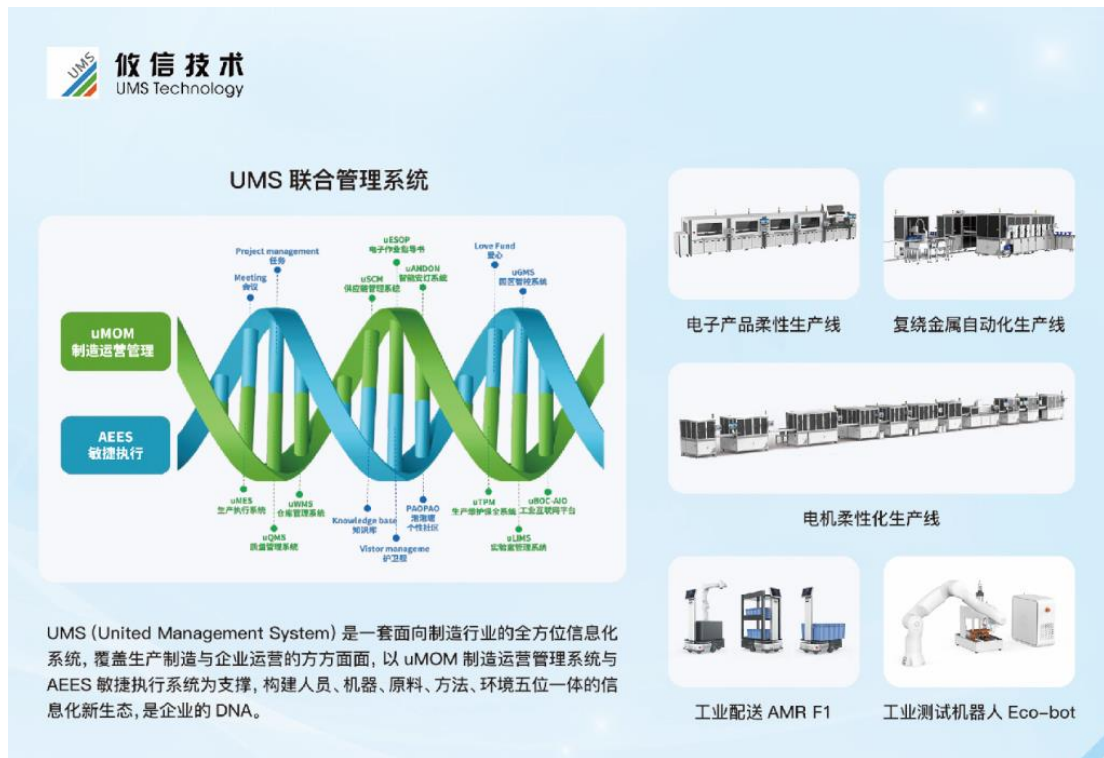 UMS
攸信技术
UMS Technology
UMS 联合管理系统
uMOM
制造运营管理
AEES
敏捷执行
Meeting
会议
Project management
任务
uSCM
供应链管理系统
uESOP
电子作业指导书
uANDON
智能安灯系统
Love Fund
爱心
uGMS
园区管控系统
uMES
生产执行系统
uQMS
质量管理系统
uWMS
仓库管理系统
Knowledge base
知识库
Vistor manageme
护卫舰
PAOPAO
泡泡圈
个性社区
uTPM
生产维护保全系统
uLIMS
实验室管理系统
uBOC-AIO
工业互联网平台
UMS（United Management System）是一套面向制造行业的全方位信息化
系统，覆盖生产制造与企业运营的方方面面，以 uMOM 制造运营管理系统与
AEES 敏捷执行系统为支撑，构建人员、机器、原料、方法、环境五位一体的信
息化新生态，是企业的 DNA。
电子产品柔性生产线
复绕金属自动化生产线
电机柔性化生产线
工业配送 AMR F1
工业测试机器人 Eco-bot